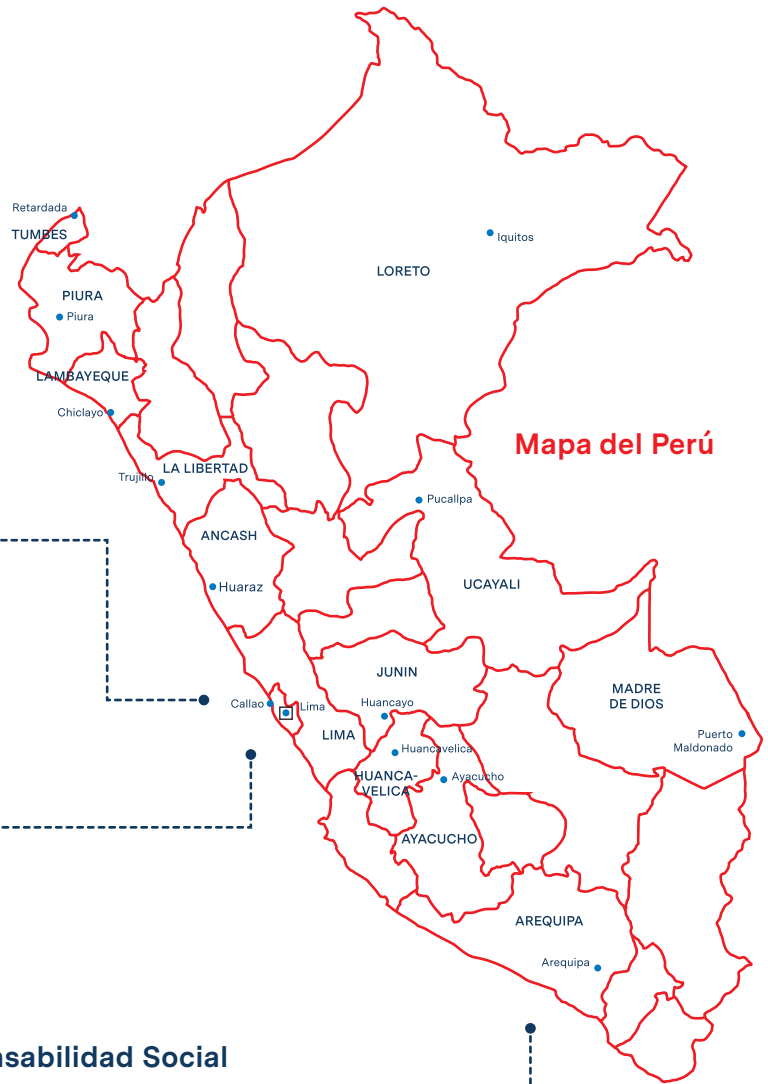 Retardada
TUMBES
Iquitos
LORETO
PIURA
Piura
LAMBAYEQUE
Chiclayo
Mapa del Perú
LA LIBERTAD
Trujillo
Pucallpa
ANCASH
Huaraz
UCAYALI
JUNIN
MADRE
DE DIOS
Callao
Lima
Huancayo
LIMA
Puerto
Maldonado
Huancavelica
HUANCA-
VELICA
Ayacucho
AYACUCHO
AREQUIPA
Arequipa
nsabilidad Social